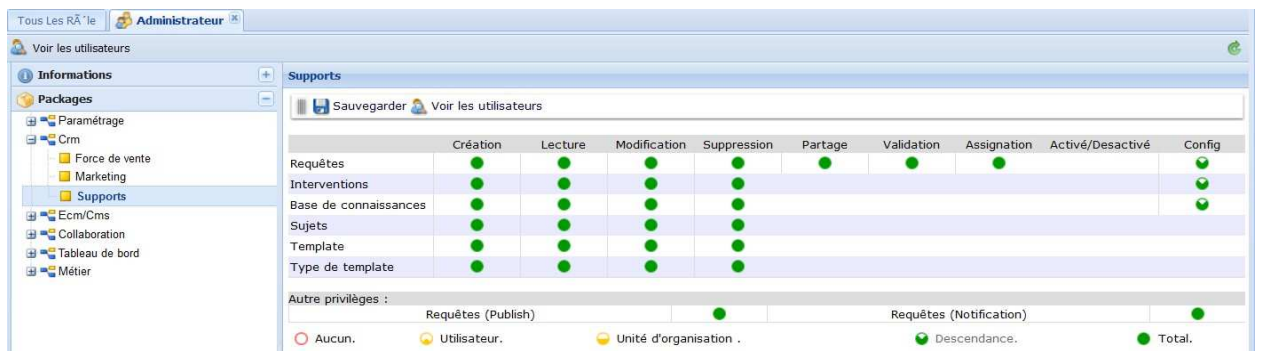 Tous Les RÃ´le Administrateur
Voir les utilisateurs
Informations
Packages
Paramétrage
Crm
Force de vente
Marketing
Supports
Ecm/Cms
Collaboration
Tableau de bord
Métier
Supports
Sauvegarder Voir les utilisateurs
Création Lecture Modification Suppression Partage Validation Assignation Activé/Desactivé Config
Requêtes
Interventions
Base de connaissances
Sujets
Template
Type de template
Autre privilèges :
Requêtes (Publish) Requêtes (Notification)
Aucun. Utilisateur. Unité d'organisation . Descendance. Total.